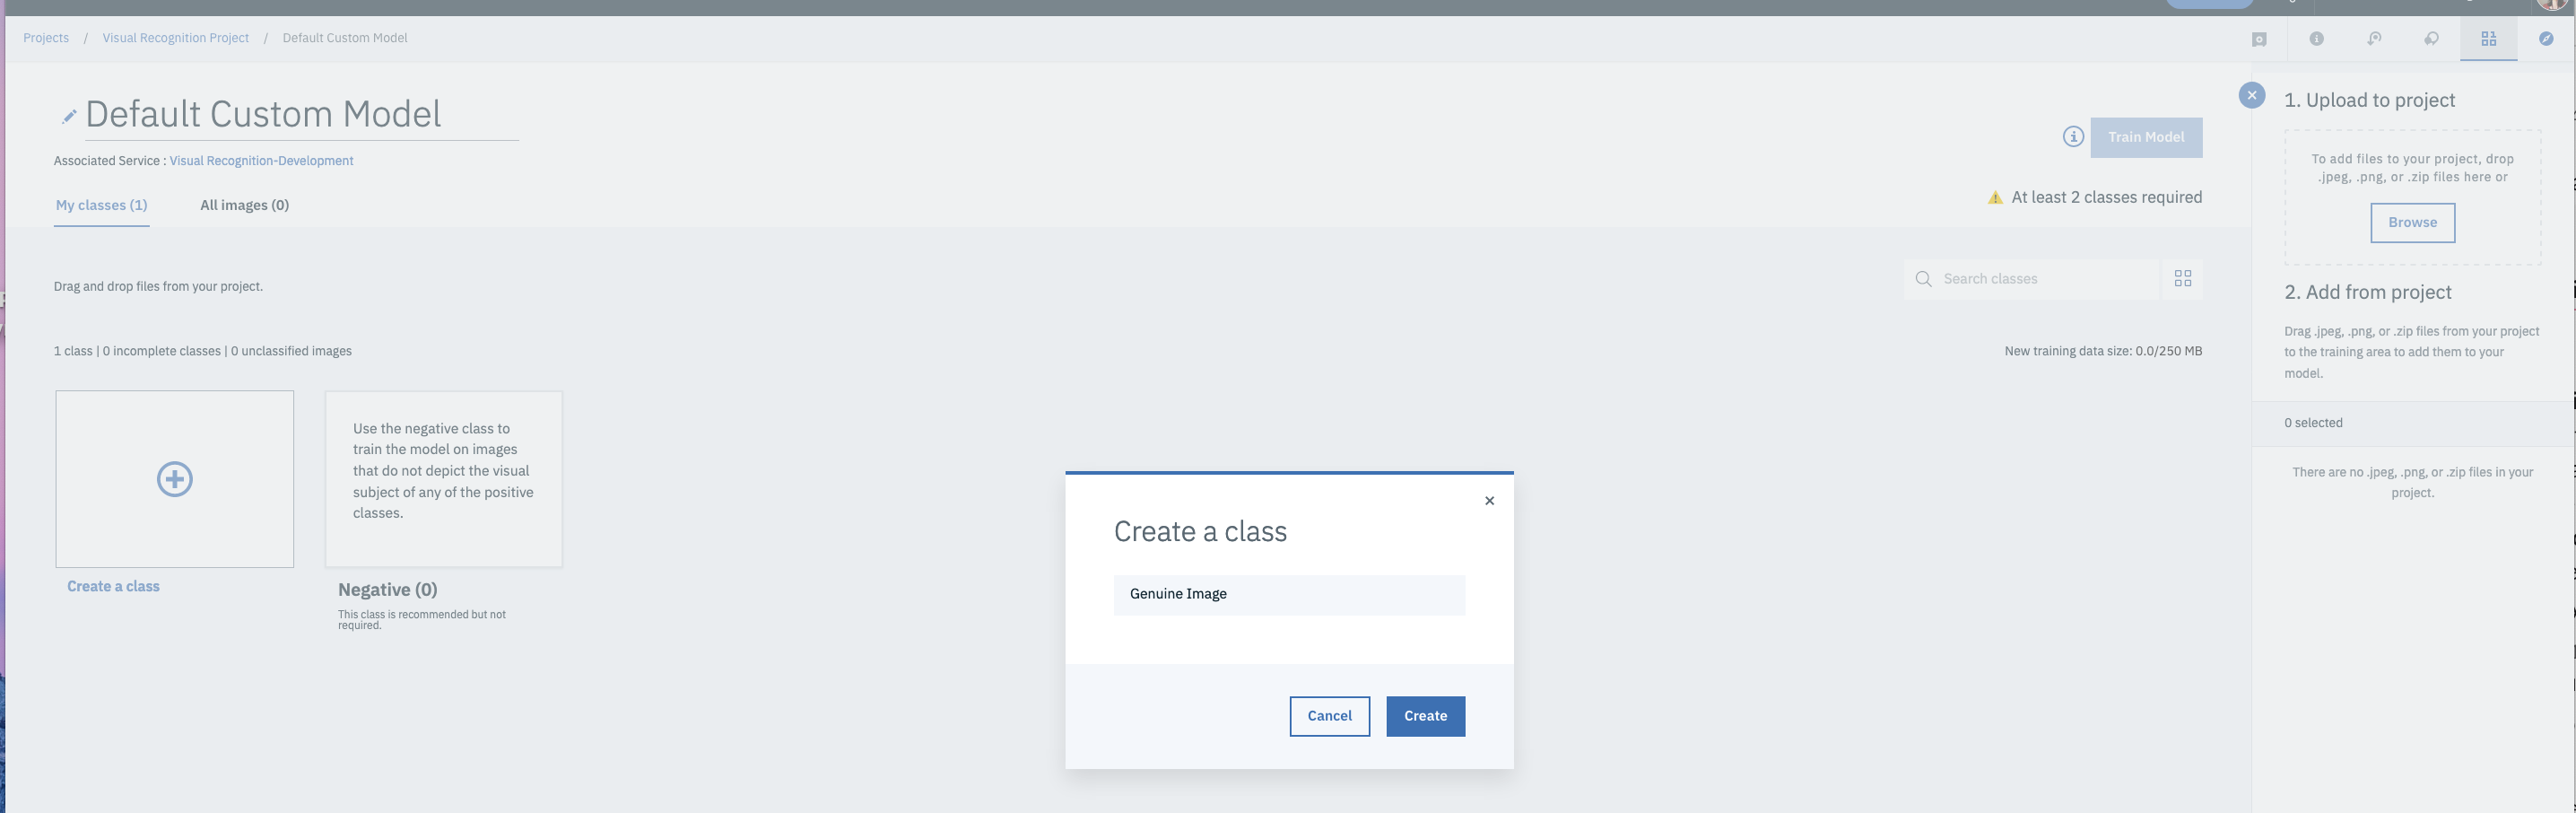 Projects / Visual Recognition Project / Default Custom Model
Default Custom Model
Associated Service : Visual Recognition-Development
Train Model
My classes (1)
All images (0)
At least 2 classes required
Drag and drop files from your project.
Search classes
1 class | 0 incomplete classes | 0 unclassified images
New training data size: 0.0/250 MB
Create a class
Use the negative class to
train the model on images
that do not depict the visual
subject of any of the positive
classes.
Negative (0)
This class is recommended but not
required.
Create a class
Genuine Image
Cancel
Create
1. Upload to project
To add files to your project, drop
.jpeg, .png, or .zip files here or
Browse
2. Add from project
Drag .jpeg, .png, or .zip files from your project
to the training area to add them to your
model.
0 selected
There are no .jpeg, .png, or .zip files in your
project.